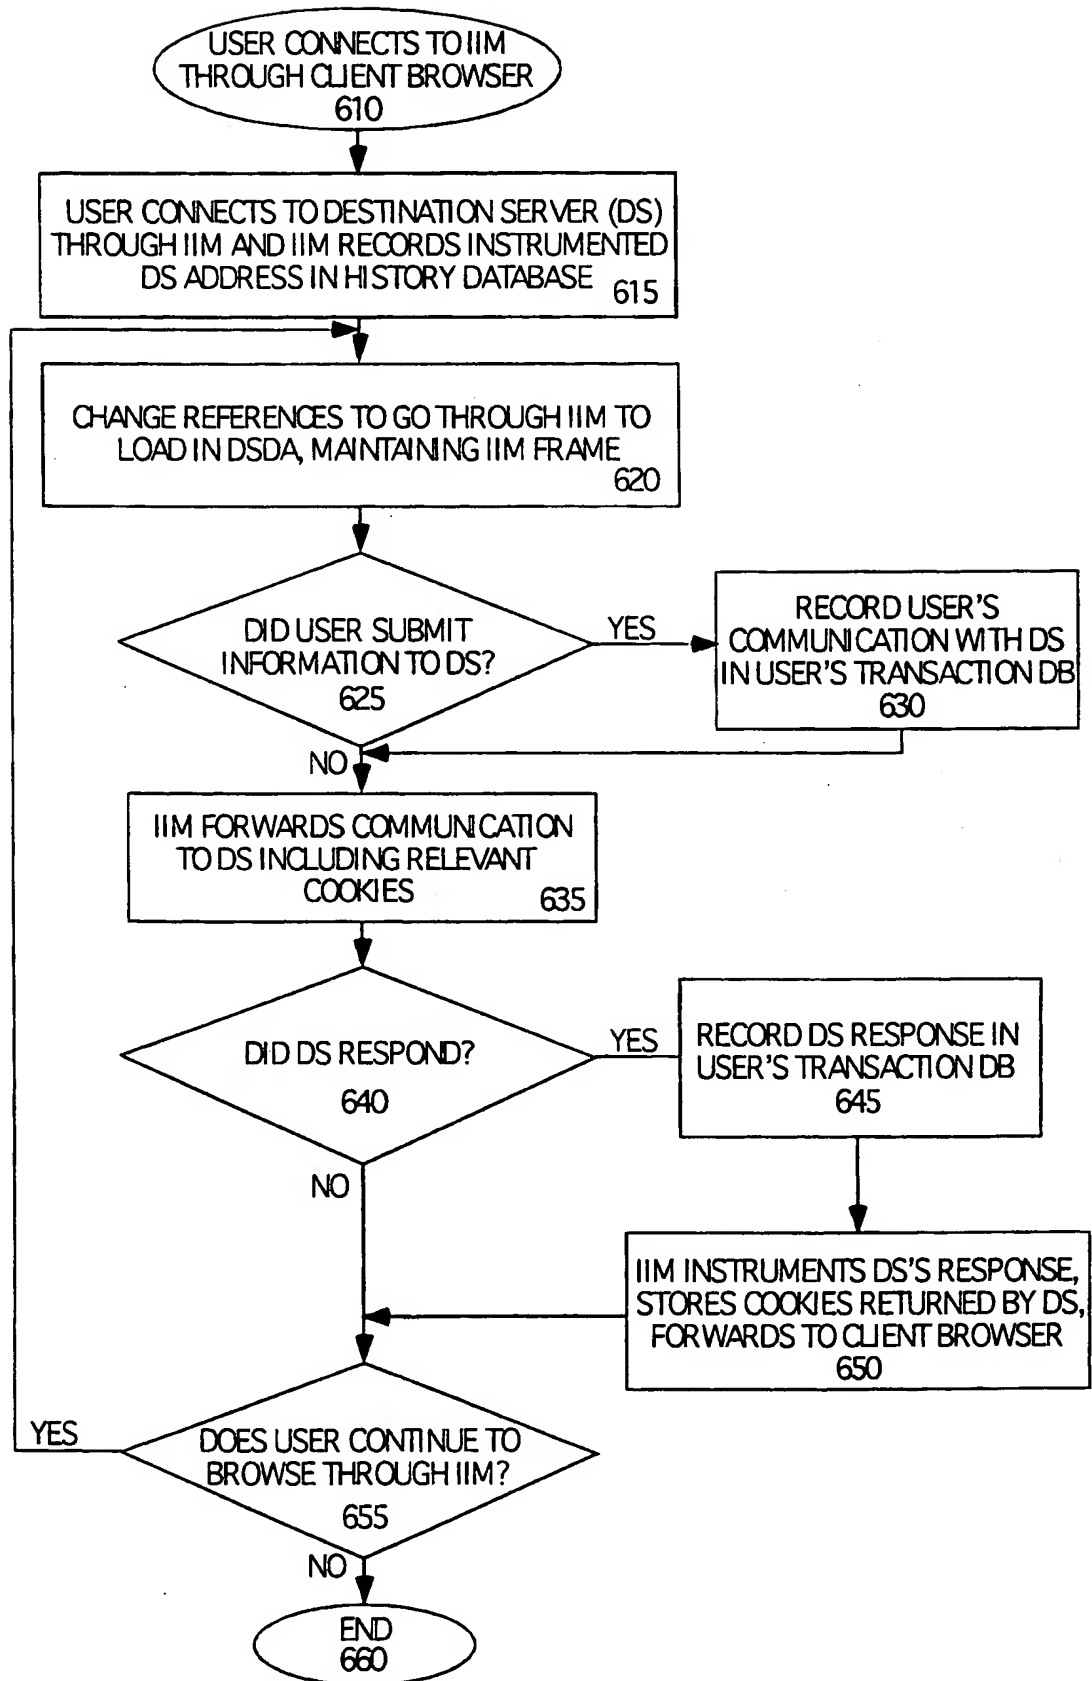 USER CONNECTS TO IIM
THROUGH CLIENT BROWSER
610
USER CONNECTS TO DESTINATION SERVER (DS)
THROUGH IIM AND IIM RECORDS INSTRUMENTED
DS ADDRESS IN HISTORY DATABASE
615
CHANGE REFERENCES TO GO THROUGH IIM TO
LOAD IN DSDA, MAINTAINING IIM FRAME
620
DID USER SUBMIT
INFORMATION TO DS?
625
YES
RECORD USER'S
COMMUNICATION WITH DS
IN USER'S TRANSACTION DB
630
NO
IIM FORWARDS COMMUNICATION
TO DS INCLUDING RELEVANT
COOKIES
635
DID DS RESPOND?
640
YES
RECORD DS RESPONSE IN
USER'S TRANSACTION DB
645
NO
IIM INSTRUMENTS DS'S RESPONSE,
STORES COOKIES RETURNED BY DS,
FORWARDS TO CLIENT BROWSER
650
YES
DOES USER CONTINUE TO
BROWSE THROUGH IIM?
655
NO
END
660